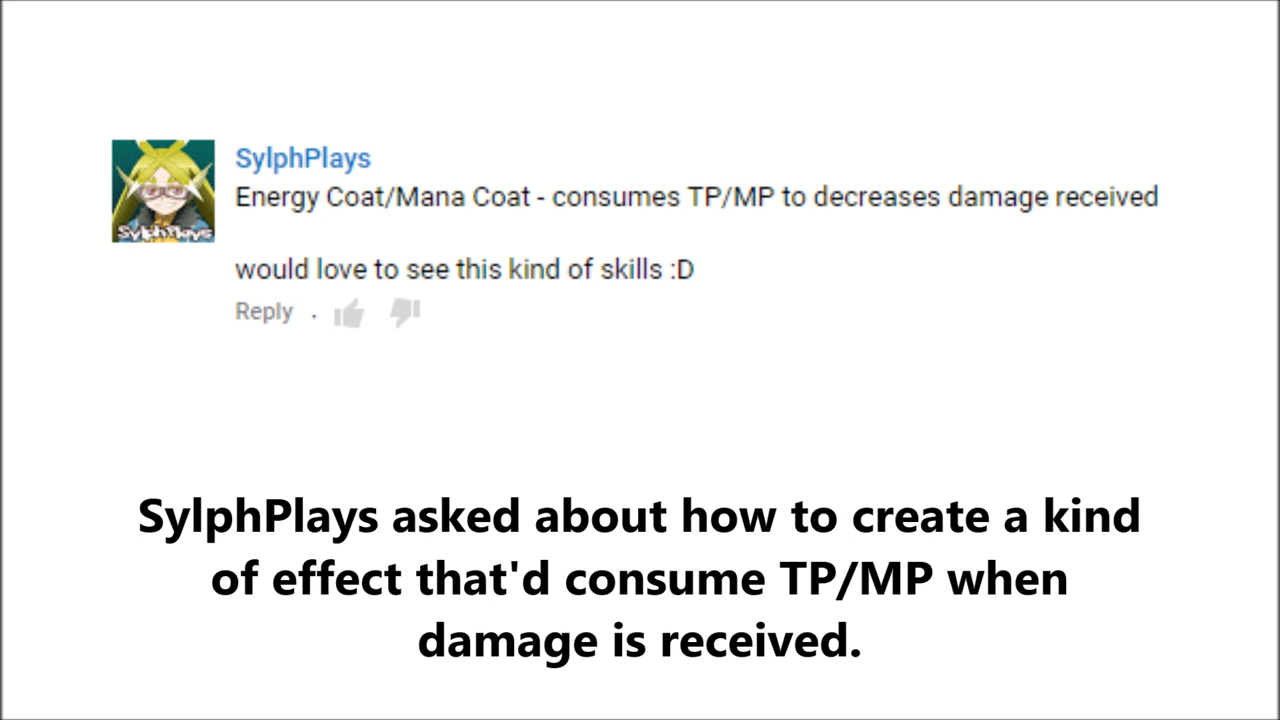 SylphPlays
Energy Coat/Mana Coat - consumes TP/MP to decreases damage received
would love to see this kind of skills :D
Reply .
SylphPlays
SylphPlays asked about how to create a kind
of effect that'd consume TP/MP when
damage is received.